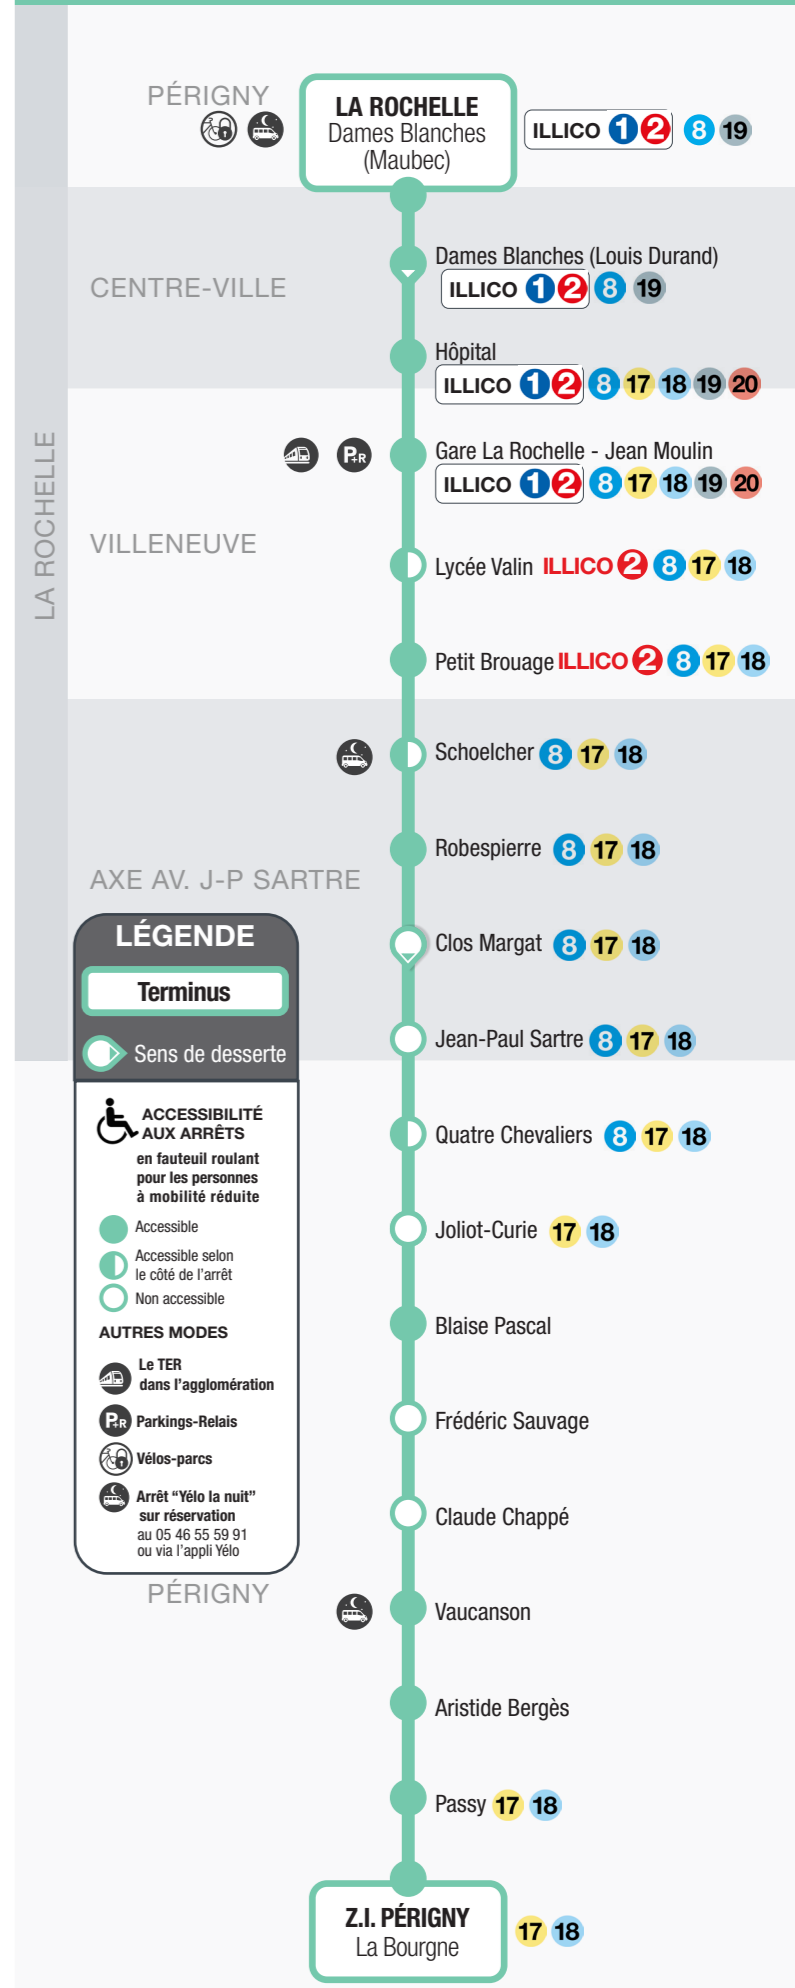 PÉRIGNY
LA ROCHELLE
Dames Blanches
(Maubec)
ILLICO 1 2 8 19
LA ROCHELLE
CENTRE-VILLE
Dames Blanches (Louis Durand)
ILLICO 1 2 8 19
Hôpital
ILLICO 1 2 8 17 18 19 20
P+R
Gare La Rochelle - Jean Moulin
ILLICO 1 2 8 17 18 19 20
VILLENEUVE
Lycée Valin ILLICO 2 8 17 18
Petit Brouage ILLICO 2 8 17 18
Schoelcher 8 17 18
Robespierre 8 17 18
AXE AV. J-P SARTRE
Clos Margat 8 17 18
Jean-Paul Sartre 8 17 18
Quatre Chevaliers 8 17 18
Joliot-Curie 17 18
Blaise Pascal
Frédéric Sauvage
Claude Chappé
PÉRIGNY
Vaucanson
Aristide Bergès
Passy 17 18
Z.I. PÉRIGNY
La Bourgne
17 18
LÉGENDE
Terminus
Sens de desserte
ACCESSIBILITÉ
AUX ARRÊTS
en fauteuil roulant
pour les personnes
à mobilité réduite
Accessible
Accessible selon
le côté de l'arrêt
Non accessible
AUTRES MODES
Le TER
dans l'agglomération
P+R Parkings-Relais
Vélos-parcs
Arrêt “Yélo la nuit”
sur réservation
au 05 46 55 59 91
ou via l'appli Yélo